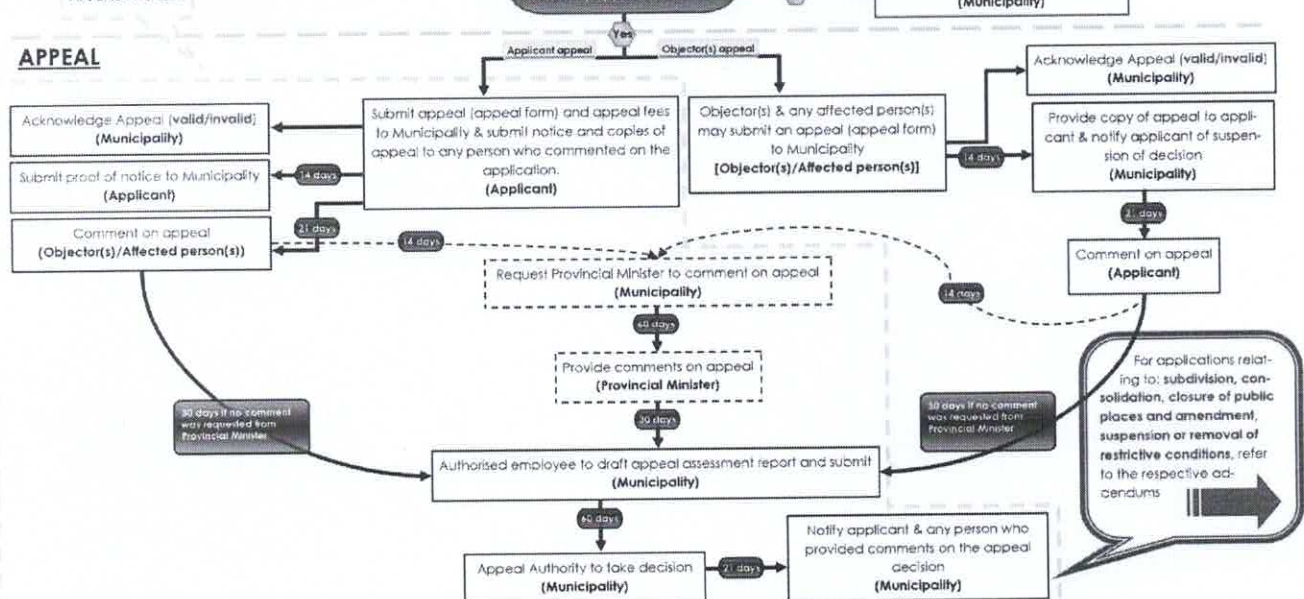 (Municipality)
Yes
Applicant appeal
Objector(s) appeal
APPEAL
Acknowledge Appeal (valid/invalid)
(Municipality)
Submit proof of notice to Municipality
(Applicant)
Comment on appeal
(Objector(s)/Affected person(s))
Submit appeal (appeal form) and appeal fees
to Municipality & submit notice and copies of
appeal to any person who commented on the
application.
(Applicant)
14 days
21 days
14 days
Objector(s) & any affected person(s)
may submit an appeal (appeal form)
to Municipality
[Objector(s)/Affected person(s)]
14 days
Acknowledge Appeal (valid/invalid)
(Municipality)
Provide copy of appeal to appli-
cant & notify applicant of suspen-
sion of decision
(Municipality)
21 days
Comment on appeal
(Applicant)
14 days
Request Provincial Minister to comment on appeal
(Municipality)
60 days
Provide comments on appeal
(Provincial Minister)
30 days
30 days if no comment
was requested from
Provincial Minister
30 days if no comment
was requested from
Provincial Minister
Authorised employee to draft appeal assessment report and submit
(Municipality)
60 days
Appeal Authority to take decision
(Municipality)
21 days
Notify applicant & any person who
provided comments on the appeal
decision
(Municipality)
For applications relat-
ing to: subdivision, con-
solidation, closure of public
places and amendment,
suspension or removal of
restrictive conditions, refer
to the respective ad-
dendums